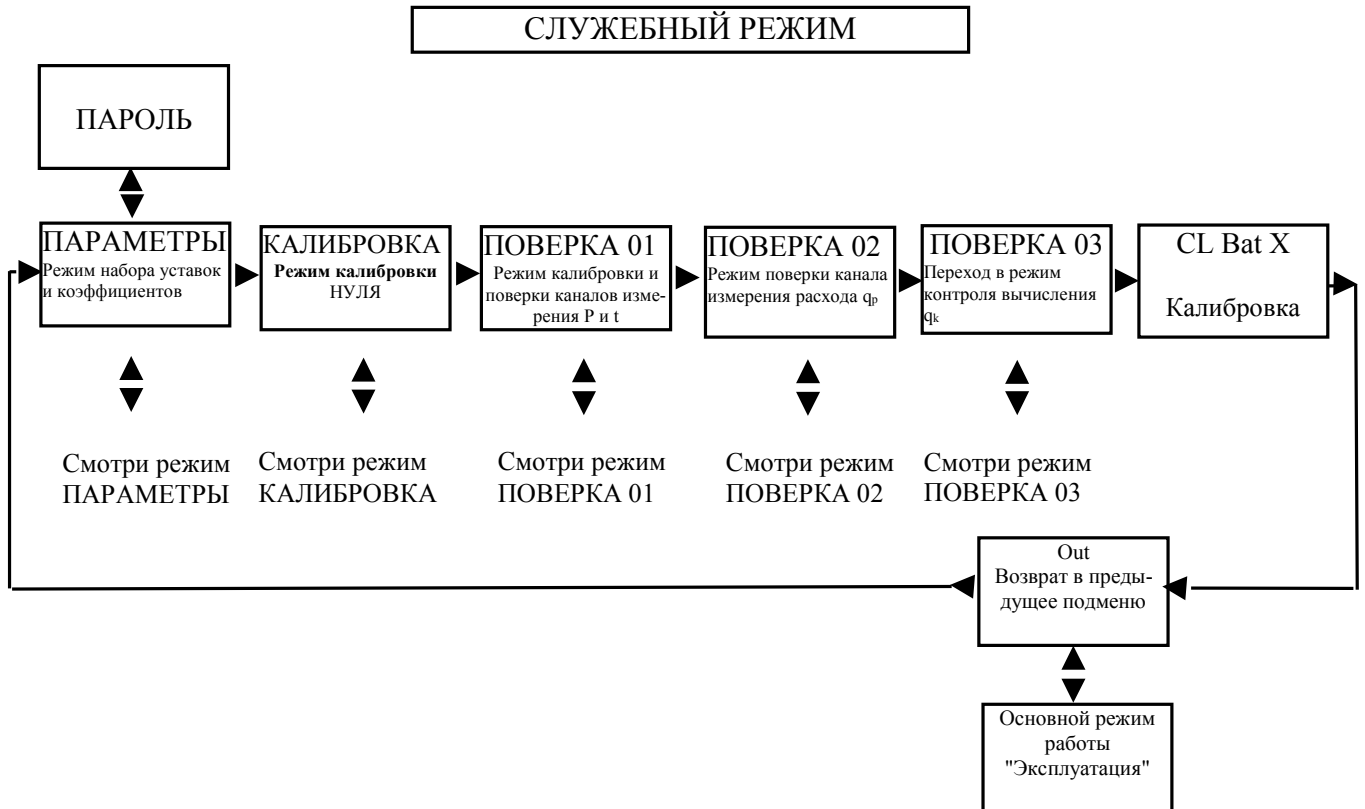 СЛУЖЕБНЫЙ РЕЖИМ
ПАРОЛЬ
ПАРАМЕТРЫ
Режим набора уставок
и коэффициентов
КАЛИБРОВКА
Режим калибровки
НУЛЯ
ПОВЕРКА 01
Режим калибровки и
поверки каналов изме-
рения P и t
ПОВЕРКА 02
Режим поверки канала
измерения расхода qp
ПОВЕРКА 03
Переход в режим
контроля вычисления
qk
CL Bat X
Калибровка
Смотри режим
ПАРАМЕТРЫ
Смотри режим
КАЛИБРОВКА
Смотри режим
ПОВЕРКА 01
Смотри режим
ПОВЕРКА 02
Смотри режим
ПОВЕРКА 03
Out
Возврат в преды-
дущее подменю
Основной режим
работы
"Эксплуатация"